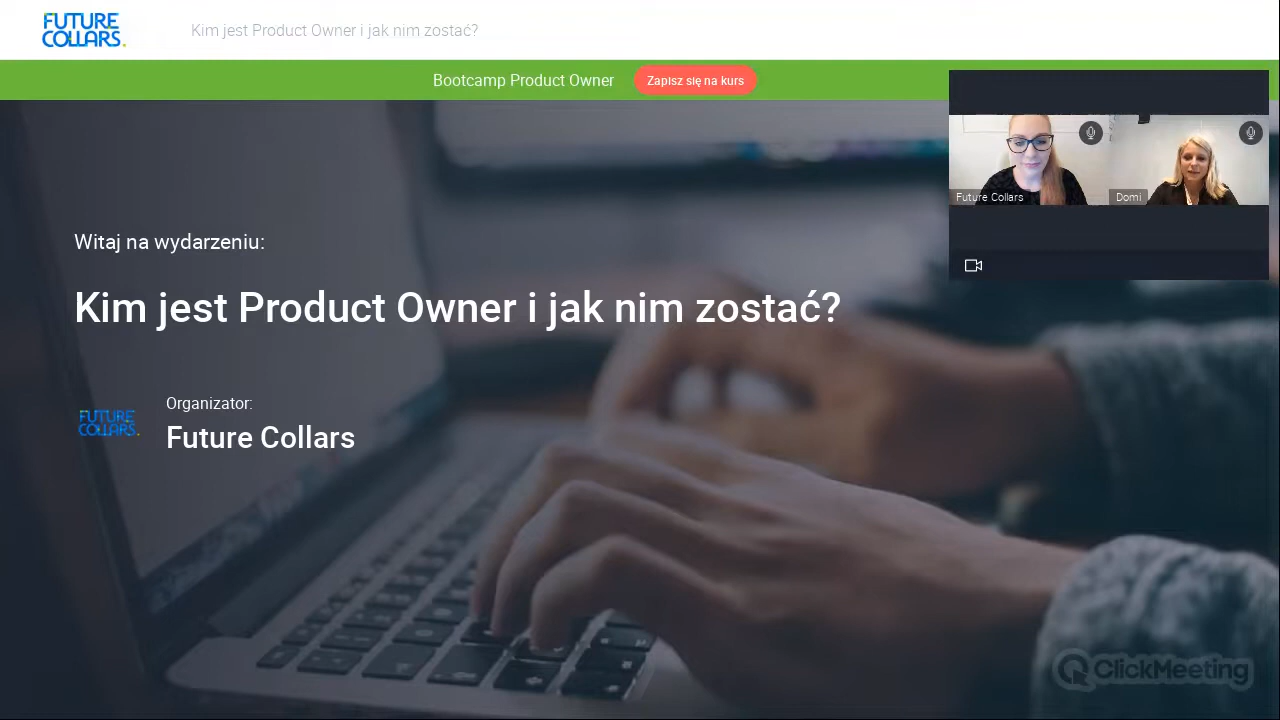 FUTURE
COLLARS.
Kim jest Product Owner i jak nim zostać?
Bootcamp Product Owner
Zapisz się na kurs
Future Collars
Domi
Witaj na wydarzeniu:
Kim jest Product Owner i jak nim zostać?
FUTURE
COLLARS.
Organizator:
Future Collars
ClickMeeting